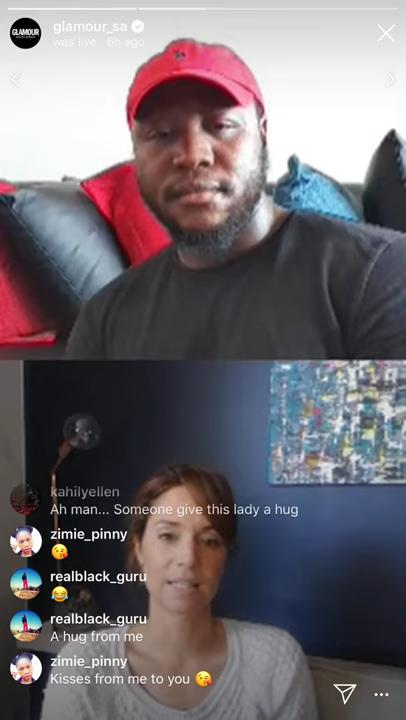 GLAMOUR
glamour_sa
was live 6h ago
kahilyellen
Ah man... Someone give this lady a hug
zimie_pinny
😘
realblack_guru
😂
realblack_guru
A hug from me
zimie_pinny
Kisses from me to you 😘